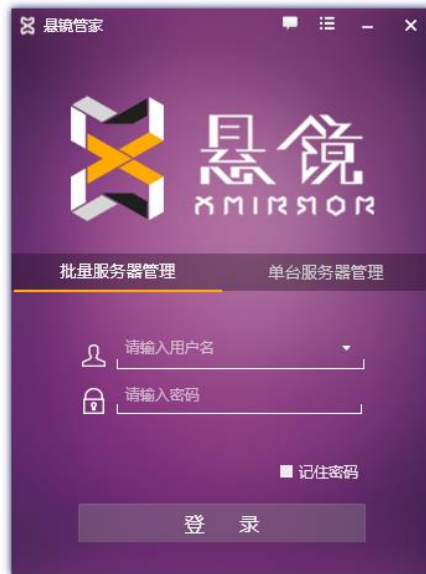 悬镜管家
悬镜
XMIRROR
批量服务器管理 单台服务器管理
请输入用户名
请输入密码
记住密码
登 录